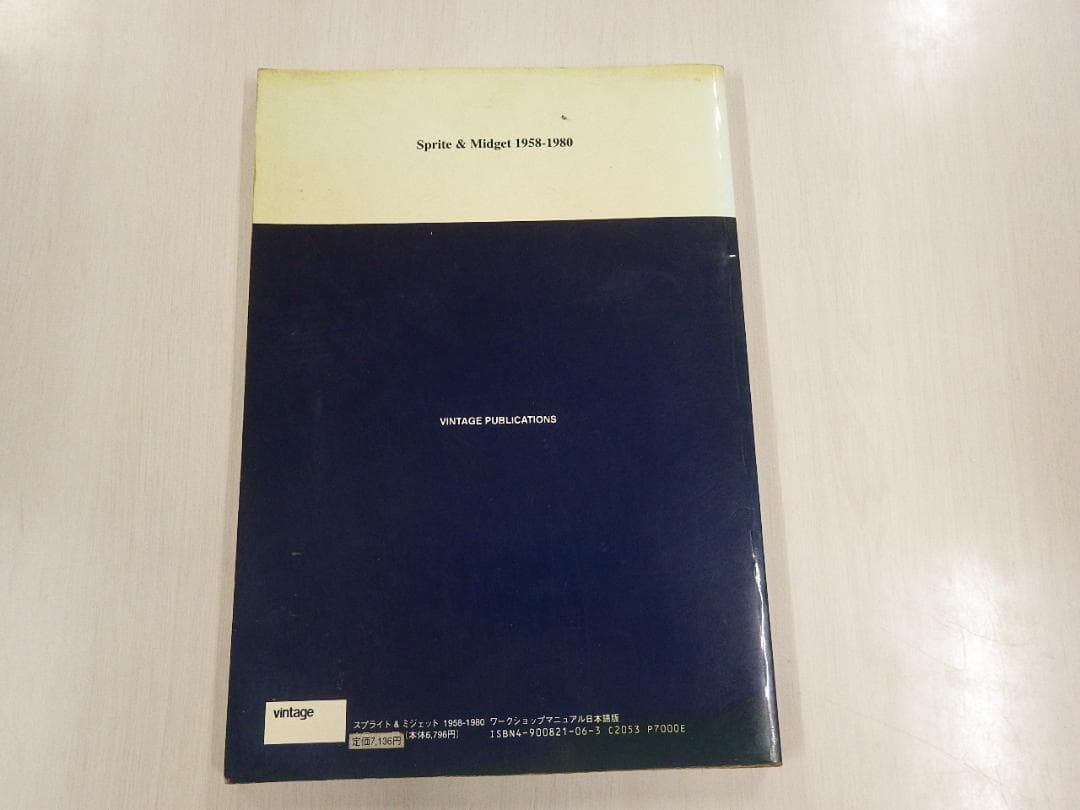 Sprite & Midget 1958-1980
VINTAGE PUBLICATIONS
vintage
スプライト & ミジェット 1958-1980 ワークショップマニュアル日本語版
定価7,136円 (本体6,796円) ISBN4-900821-06-3 C2053 P7000E